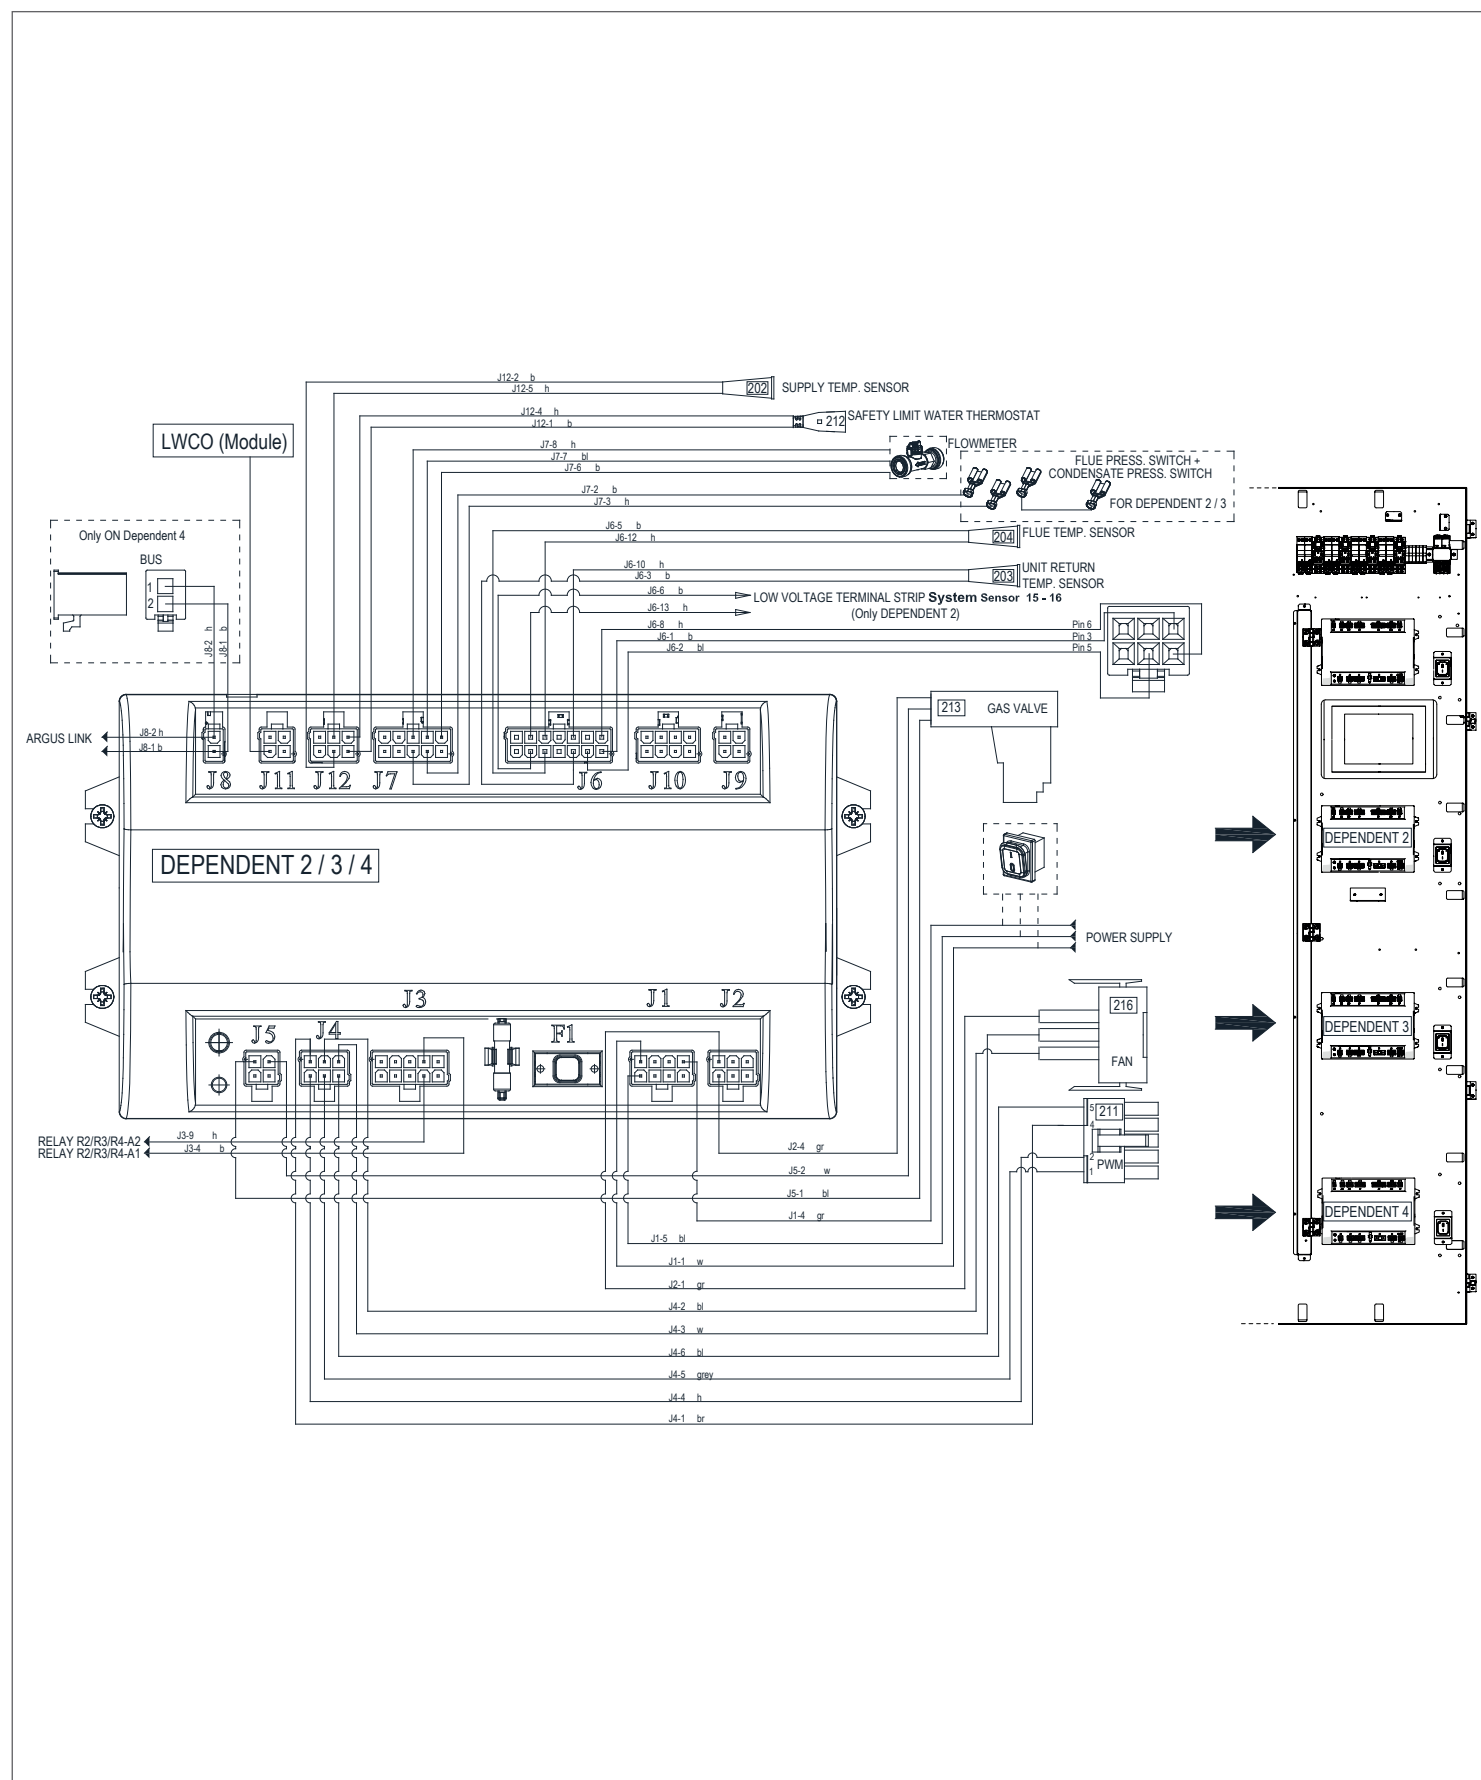 J12-2 b
J12-5 h
202
SUPPLY TEMP. SENSOR
J12-4 h
J12-1 b
212
SAFETY LIMIT WATER THERMOSTAT
LWCO (Module)
J7-8 h
J7-7 bl
J7-6 b
FLOWMETER
FLUE PRESS. SWITCH +
CONDENSATE PRESS. SWITCH
FOR DEPENDENT 2 / 3
J7-2 b
J7-3 h
J6-5 b
J6-12 h
204
FLUE TEMP. SENSOR
J6-10 h
J6-3 b
203
UNIT RETURN
TEMP. SENSOR
J6-6 b
J6-13 h
LOW VOLTAGE TERMINAL STRIP System Sensor 15 - 16
(Only DEPENDENT 2)
J6-8 h
J6-1 b
J6-2 bl
Pin 6
Pin 3
Pin 5
Only ON Dependent 4
BUS
1
2
J8-2 h
J8-1 b
ARGUS LINK
J8-2 h
J8-1 b
J8
J11
J12
J7
J6
J10
J9
213
GAS VALVE
DEPENDENT 2 / 3 / 4
POWER SUPPLY
J5
J4
J3
F1
J1
J2
216
FAN
5
4
2
1
211
PWM
RELAY R2/R3/R4-A2
RELAY R2/R3/R4-A1
J3-9 h
J3-4 b
J2-4 gr
J5-2 w
J5-1 bl
J1-4 gr
J1-5 bl
J1-1 w
J2-1 gr
J4-2 bl
J4-3 w
J4-6 bl
J4-5 grey
J4-4 h
J4-1 br
DEPENDENT 2
DEPENDENT 3
DEPENDENT 4